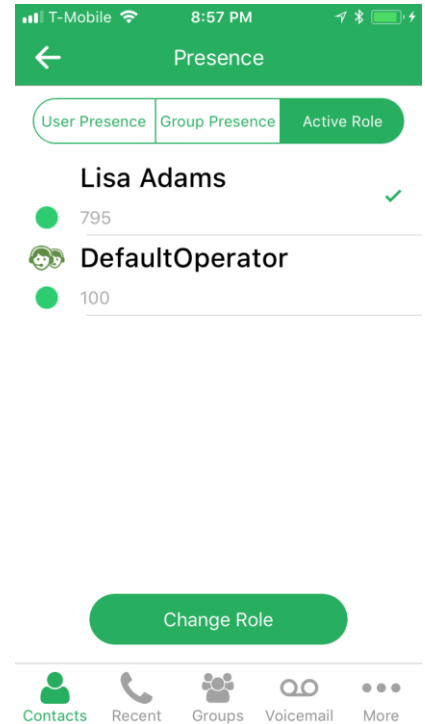 T-Mobile 8:57 PM
Presence
User Presence Group Presence Active Role
Lisa Adams
795
DefaultOperator
100
Change Role
Contacts Recent Groups Voicemail More